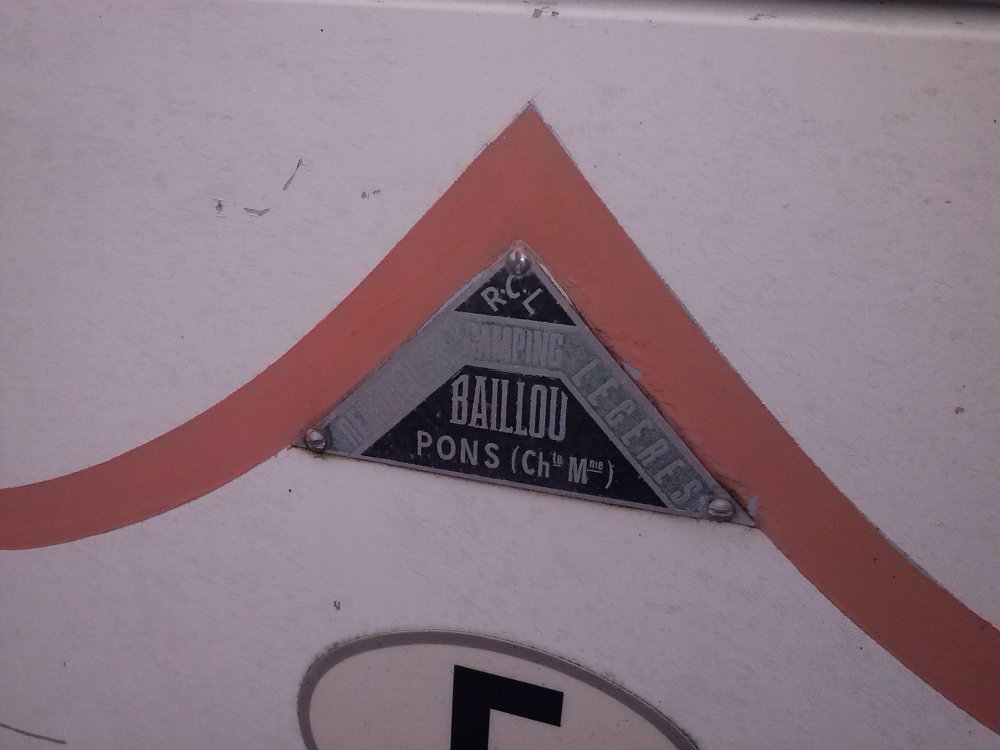 R.C.L
CAMPING LEGERES
BAILLOU
PONS (Chte Mme)